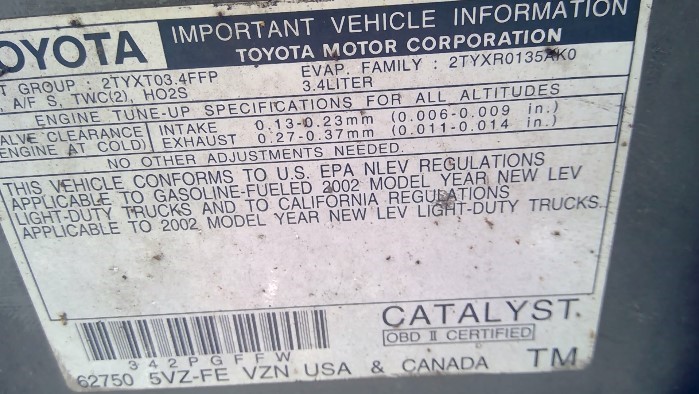 OYOTA IMPORTANT VEHICLE INFORMATION
TOYOTA MOTOR CORPORATION
T GROUP : 2TYXT03.4FFP EVAP. FAMILY : 2TYXR0135AK0
, A/F S, TWC(2), HO2S 3.4LITER
ENGINE TUNE-UP SPECIFICATIONS FOR ALL ALTITUDES
VALVE CLEARANCE INTAKE 0.13-0.23mm (0.006-0.009 in.)
ENGINE AT COLD) EXHAUST 0.27-0.37mm (0.011-0.014 in.)
NO OTHER ADJUSTMENTS NEEDED.
THIS VEHICLE CONFORMS TO U.S. EPA NLEV REGULATIONS
APPLICABLE TO GASOLINE-FUELED 2002 MODEL YEAR NEW LEV
LIGHT-DUTY TRUCKS AND TO CALIFORNIA REGULATIONS
APPLICABLE TO 2002 MODEL YEAR NEW LEV LIGHT-DUTY TRUCKS.
CATALYST
OBD II CERTIFIED
342PGFFW
62750 5VZ-FE VZN USA & CANADA TM